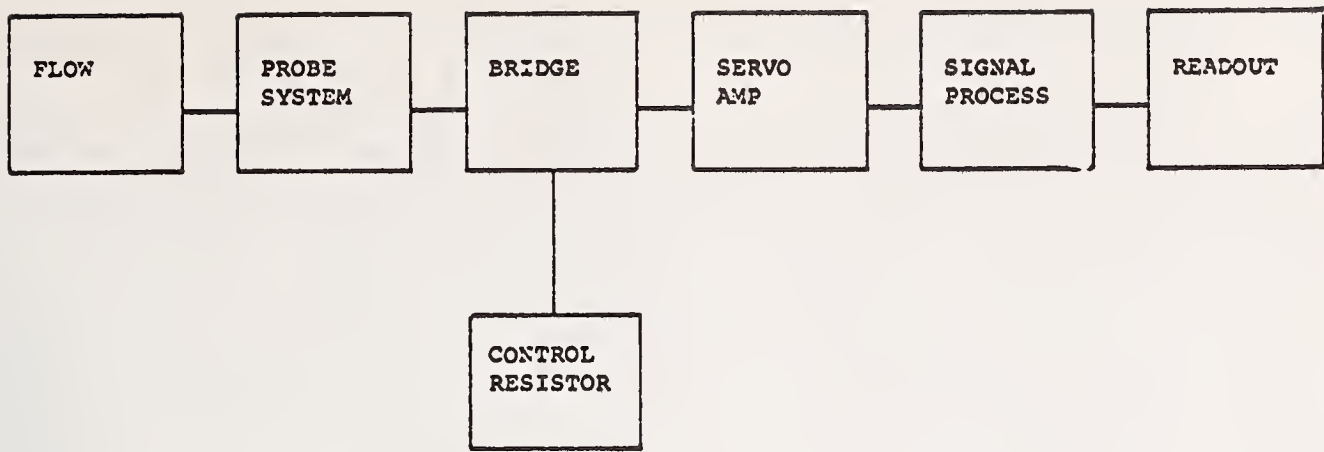 FLOW
PROBE
SYSTEM
BRIDGE
SERVO
AMP
SIGNAL
PROCESS
READOUT
CONTROL
RESISTOR